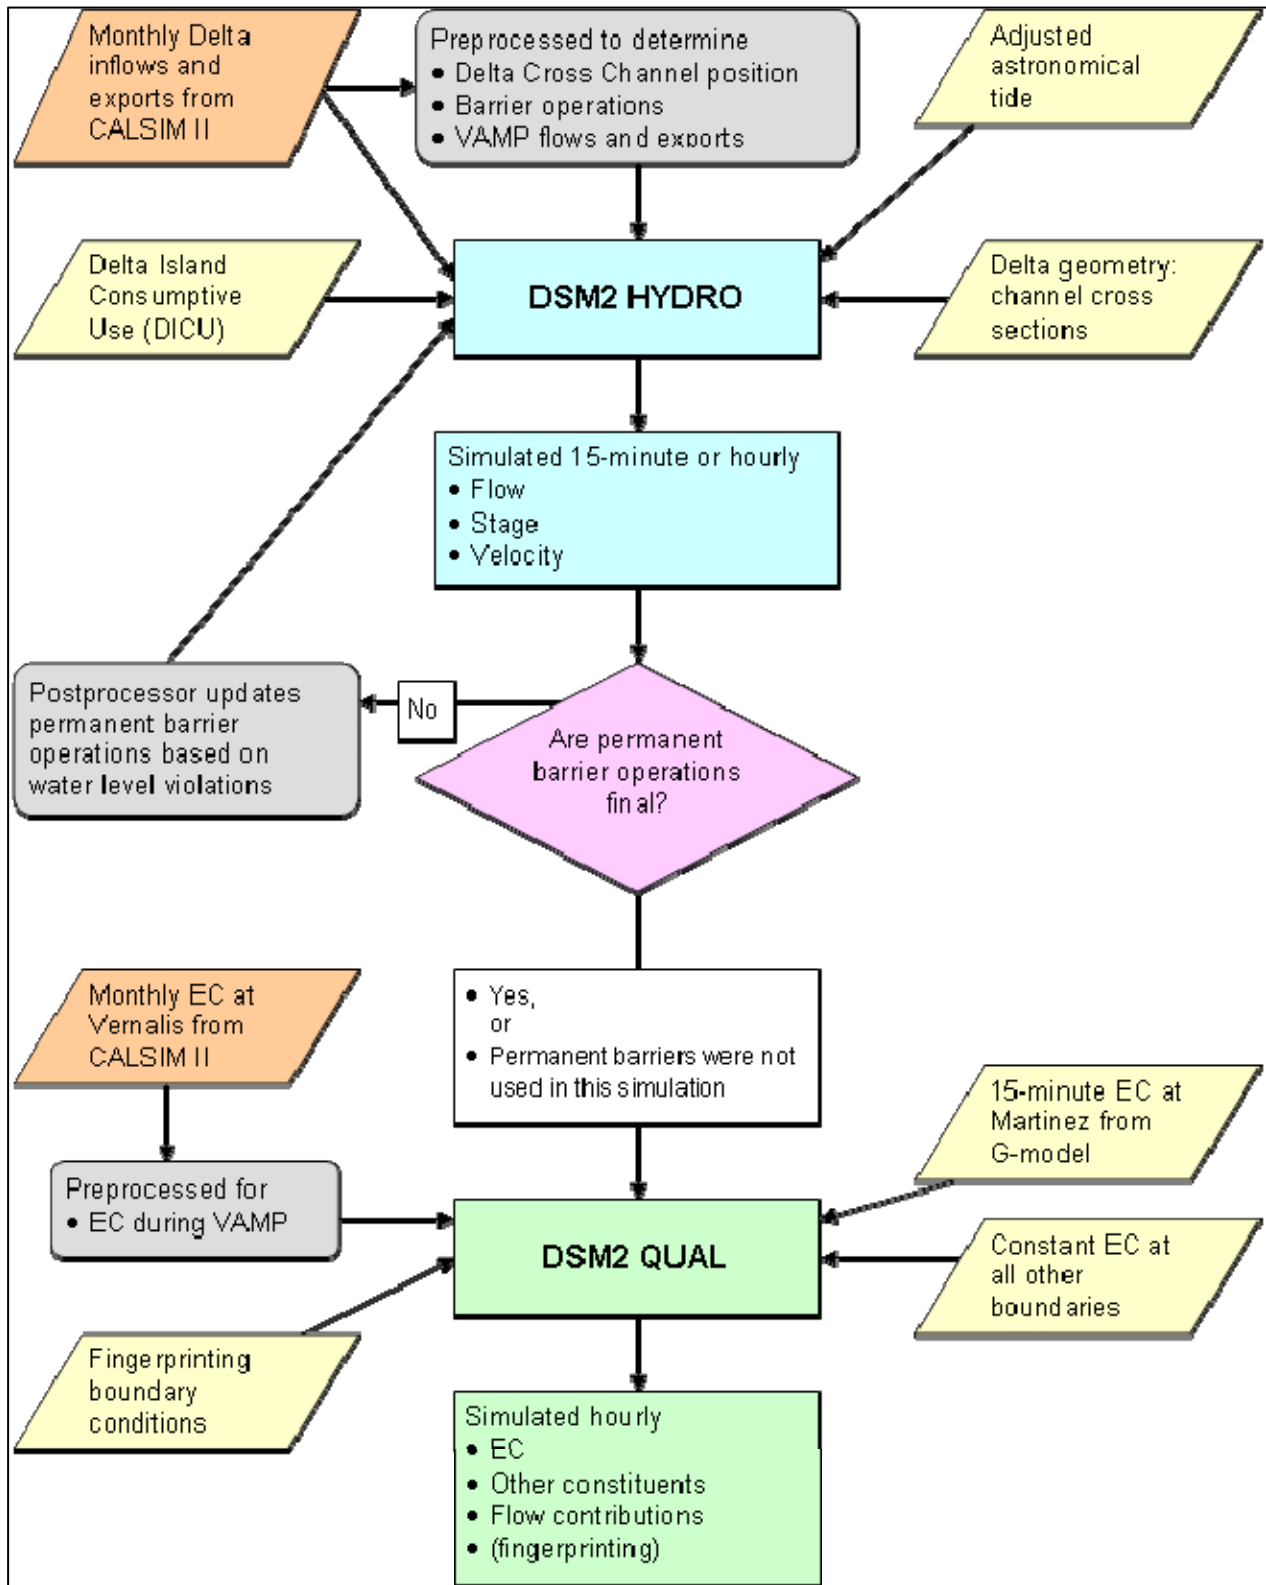 Monthly Delta
inflows and
exports from
CALSIM II
Preprocessed to determine
• Delta Cross Channel position
• Barrier operations
• VAMP flows and exports
Adjusted
astronomical
tide
Delta Island
Consumptive
Use (DICU)
DSM2 HYDRO
Delta geometry:
channel cross
sections
Simulated 15-minute or hourly
• Flow
• Stage
• Velocity
Postprocessor updates
permanent barrier
operations based on
water level violations
No
Are permanent
barrier operations
final?
Monthly EC at
Vernalis from
CALSIM II
• Yes,
or
• Permanent barriers were not
used in this simulation
15-minute EC at
Martinez from
G-model
Preprocessed for
• EC during VAMP
DSM2 QUAL
Constant EC at
all other
boundaries
Fingerprinting
boundary
conditions
Simulated hourly
• EC
• Other constituents
• Flow contributions
• (fingerprinting)